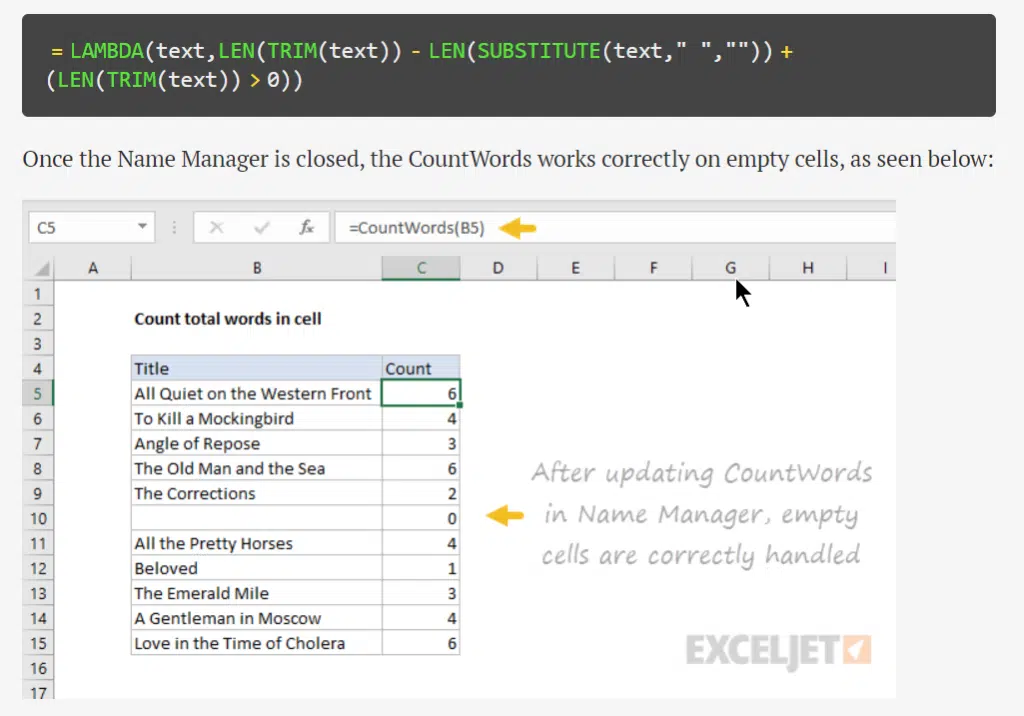 = LAMBDA(text,LEN(TRIM(text)) - LEN(SUBSTITUTE(text," ","")) +
(LEN(TRIM(text)) > 0))
Once the Name Manager is closed, the CountWords works correctly on empty cells, as seen below:
C5 fx =CountWords(B5)
A B C D E F G H I
1
2 Count total words in cell
3
4 Title Count
5 All Quiet on the Western Front 6
6 To Kill a Mockingbird 4
7 Angle of Repose 3
8 The Old Man and the Sea 6
9 The Corrections 2
10 0
11 All the Pretty Horses 4
12 Beloved 1
13 The Emerald Mile 3
14 A Gentleman in Moscow 4
15 Love in the Time of Cholera 6
16
17
After updating CountWords
in Name Manager, empty
cells are correctly handled
EXCELJET